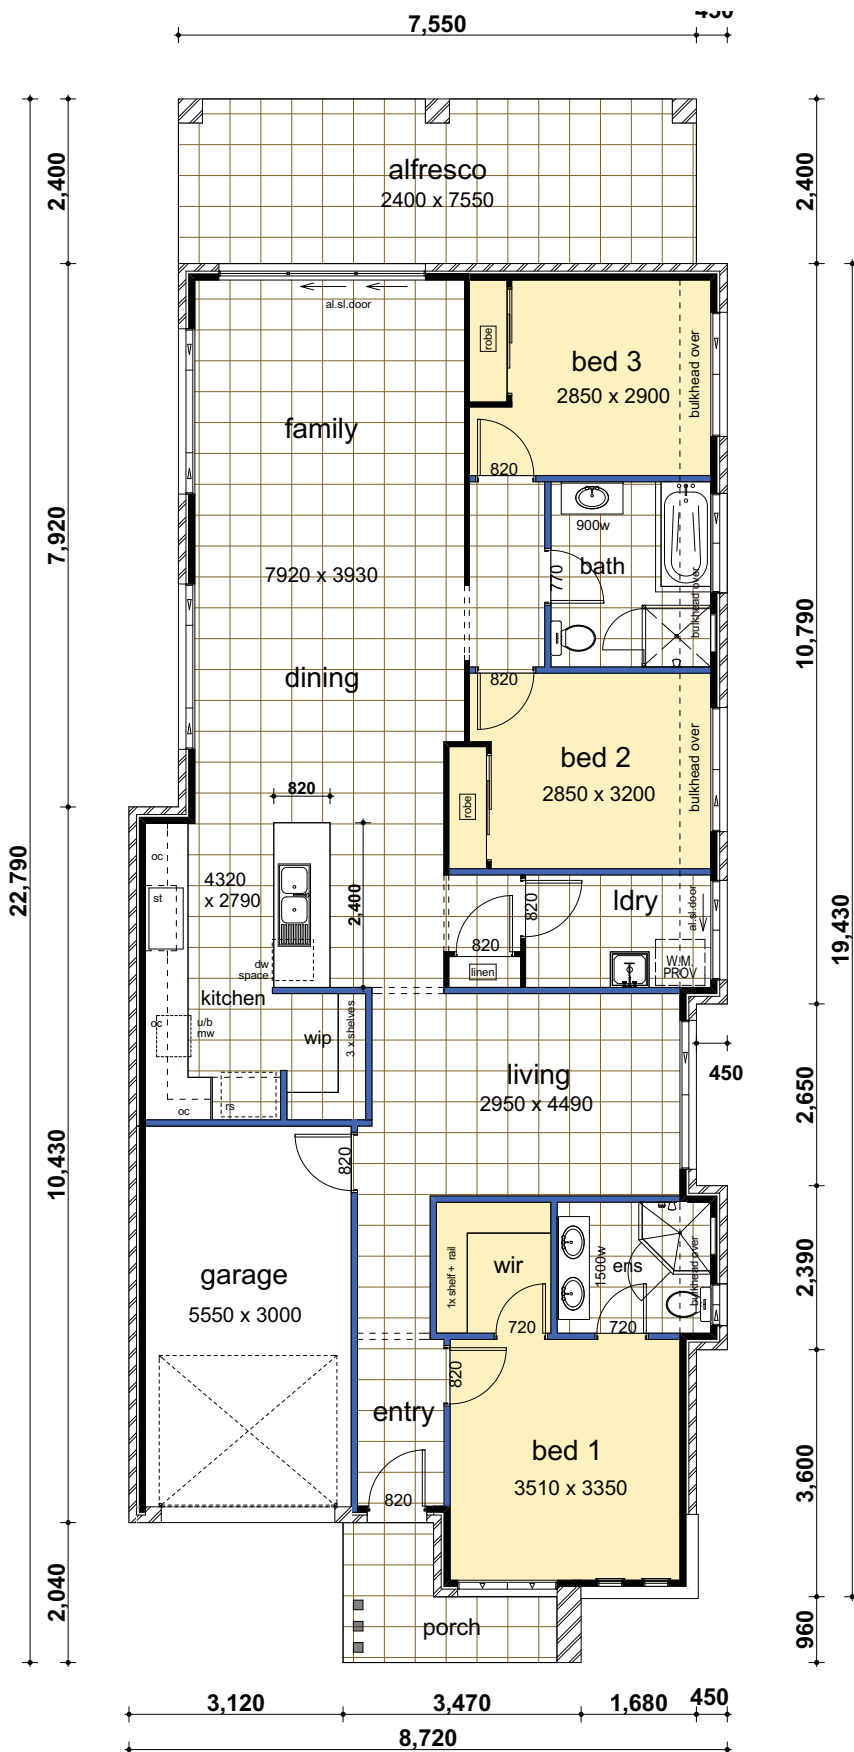 7,550
450
2,400
2,400
alfresco
2400 x 7550
al.sl.door
robe
bed 3
2850 x 2900
bulkhead over
family
820
900w
7,920
7920 x 3930
bath
770
bulkhead over
10,790
dining
820
bed 2
2850 x 3200
bulkhead over
820
robe
oc
4320
x 2790
st
2,400
22,790
820
ldry
al.sl.door
19,430
820
dw
space
linen
W.M.
PROV
kitchen
oc
u/b
mw
wip
3 x shelves
living
2950 x 4490
450
2,650
rs
oc
10,430
820
garage
5550 x 3000
1x shelf + rail
wir
1500w
ens
bulkhead over
2,390
720
720
820
entry
bed 1
3510 x 3350
3,600
820
2,040
porch
960
3,120
3,470
1,680
450
8,720